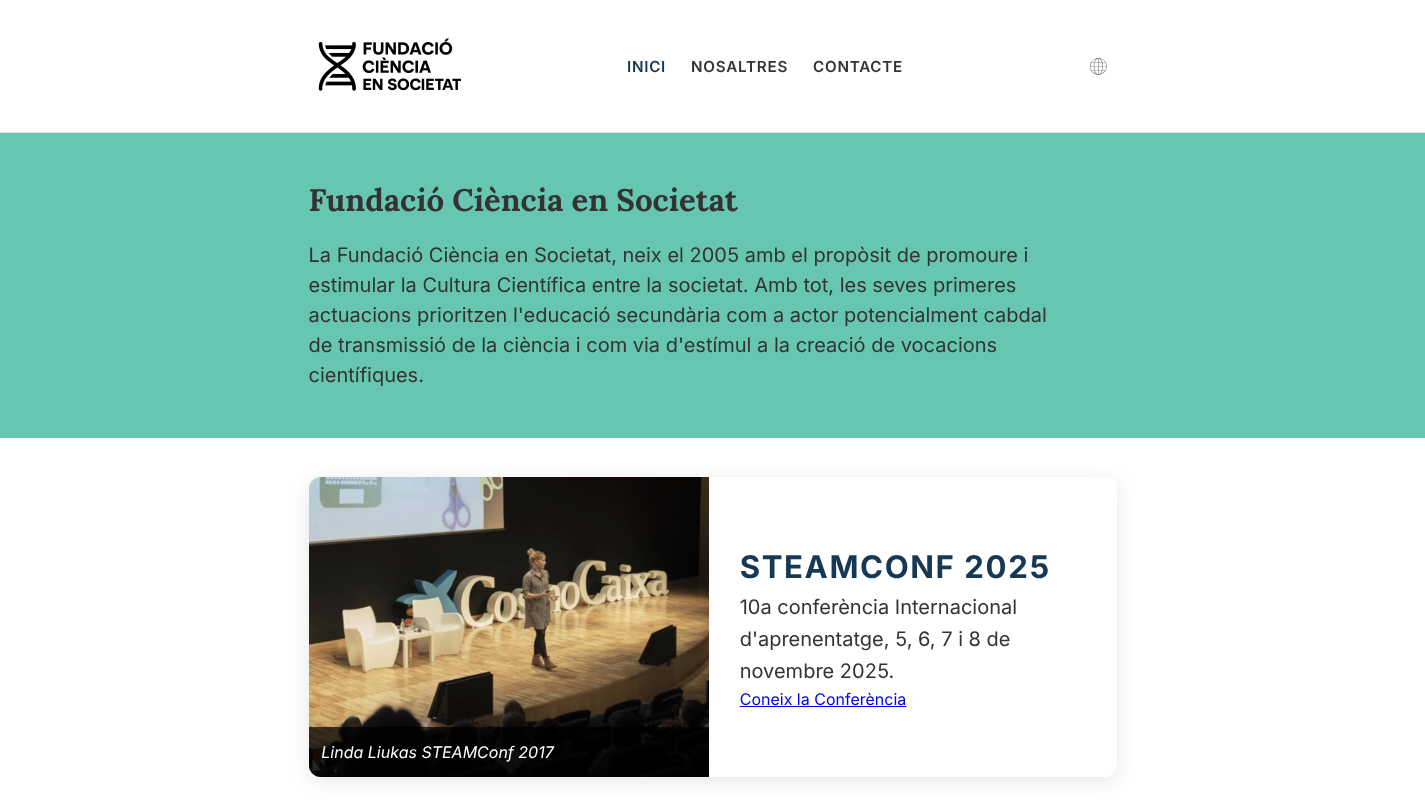 FUNDACIÓ
CIÈNCIA
EN SOCIETAT
INICI NOSALTRES CONTACTE
Fundació Ciència en Societat
La Fundació Ciència en Societat, neix el 2005 amb el propòsit de promoure i
estimular la Cultura Científica entre la societat. Amb tot, les seves primeres
actuacions prioritzen l'educació secundària com a actor potencialment cabdal
de transmissió de la ciència i com via d'estímul a la creació de vocacions
científiques.
CosmoCaixa
Linda Liukas STEAMConf 2017
STEAMCONF 2025
10a conferència Internacional
d'aprenentatge, 5, 6, 7 i 8 de
novembre 2025.
Coneix la Conferència